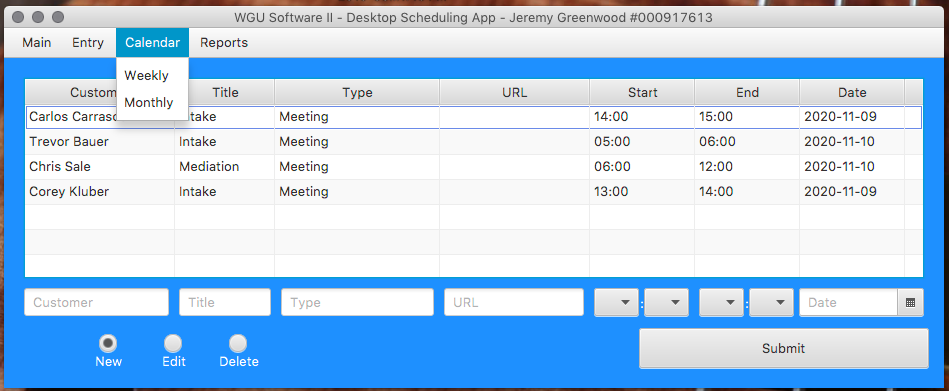 WGU Software II - Desktop Scheduling App - Jeremy Greenwood #000917613
Main Entry Calendar Reports
Weekly
Monthly
Custom Title Type URL Start End Date
Carlos Carrasc take Meeting 14:00 15:00 2020-11-09
Trevor Bauer Intake Meeting 05:00 06:00 2020-11-10
Chris Sale Mediation Meeting 06:00 12:00 2020-11-10
Corey Kluber Intake Meeting 13:00 14:00 2020-11-09
Customer Title Type URL : : Date
New Edit Delete Submit